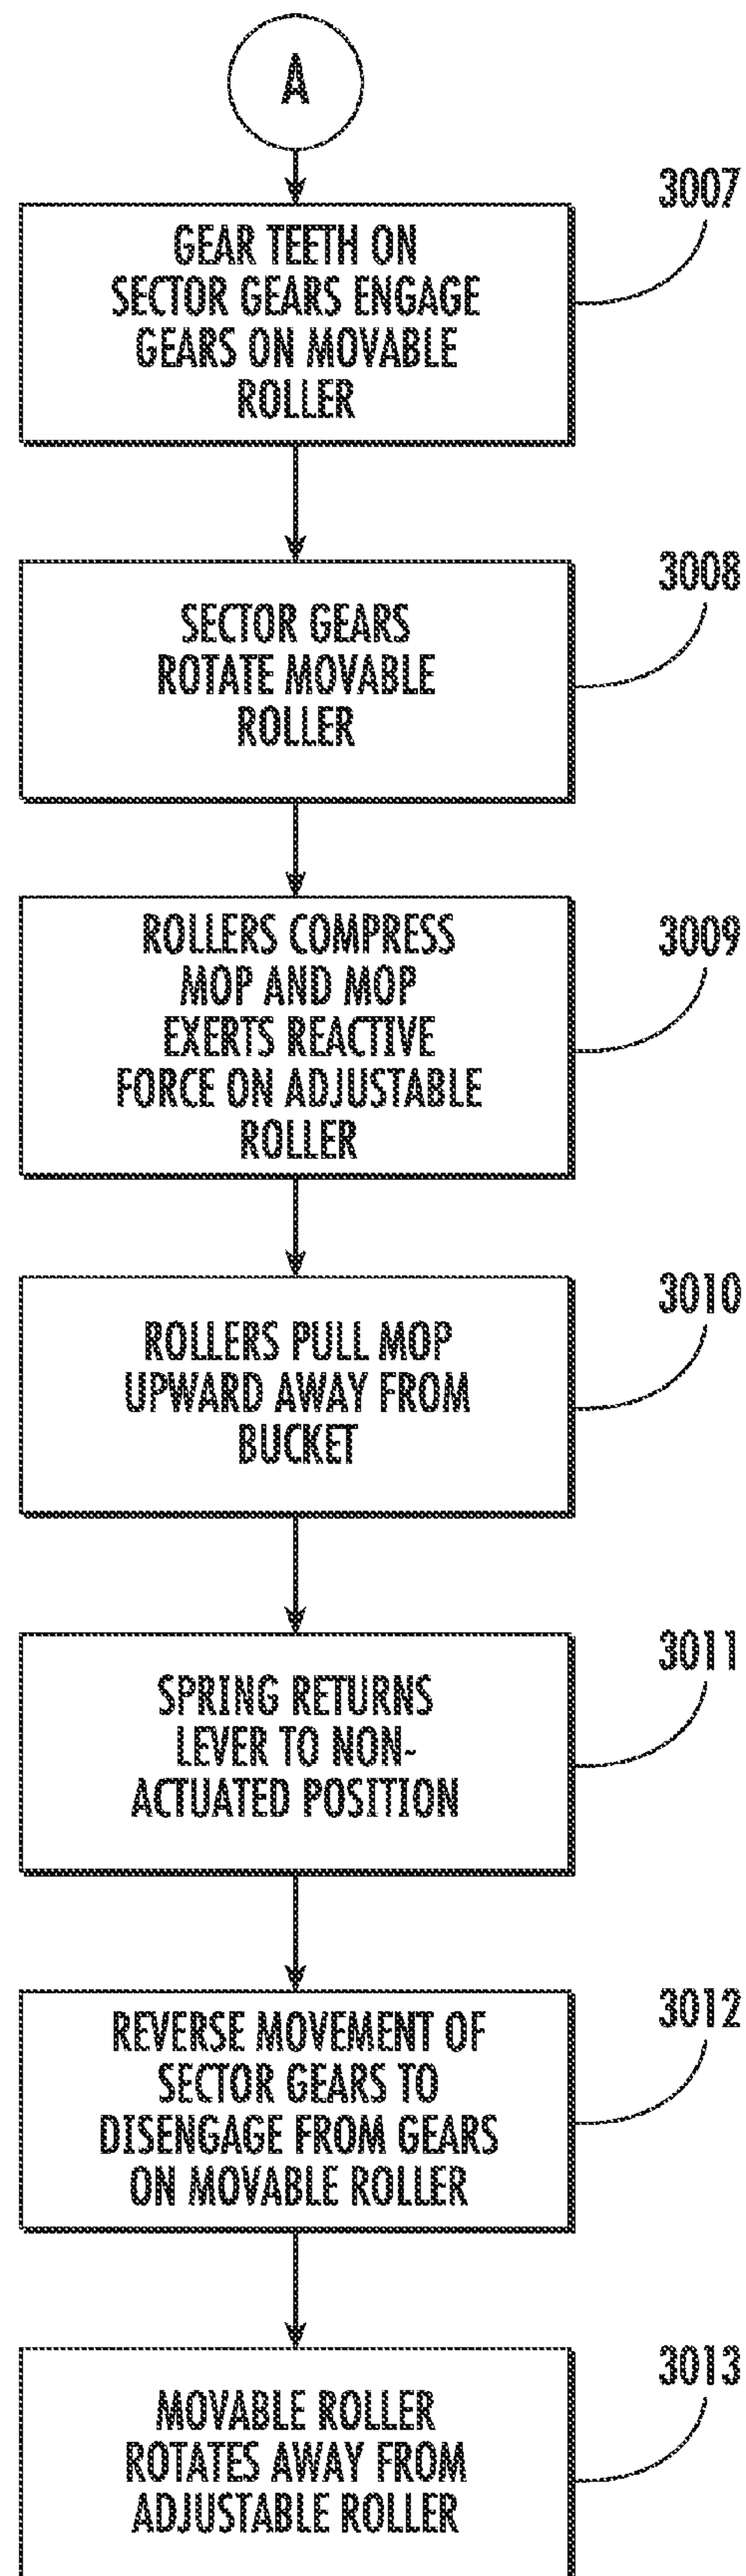 A
3007
GEAR TEETH ON
SECTOR GEARS ENGAGE
GEARS ON MOVABLE
ROLLER
3008
SECTOR GEARS
ROTATE MOVABLE
ROLLER
3009
ROLLERS COMPRESS
MOP AND MOP
EXERTS REACTIVE
FORCE ON ADJUSTABLE
ROLLER
3010
ROLLERS PULL MOP
UPWARD AWAY FROM
BUCKET
3011
SPRING RETURNS
LEVER TO NON-
ACTUATED POSITION
3012
REVERSE MOVEMENT OF
SECTOR GEARS TO
DISENGAGE FROM GEARS
ON MOVABLE ROLLER
3013
MOVABLE ROLLER
ROTATES AWAY FROM
ADJUSTABLE ROLLER